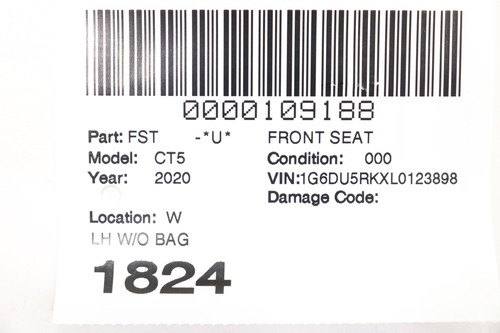 0000109188
Part: FST -*U* FRONT SEAT
Model: CT5 Condition: 000
Year: 2020 VIN:1G6DU5RKXL0123898
Damage Code:
Location: W
LH W/O BAG
1824